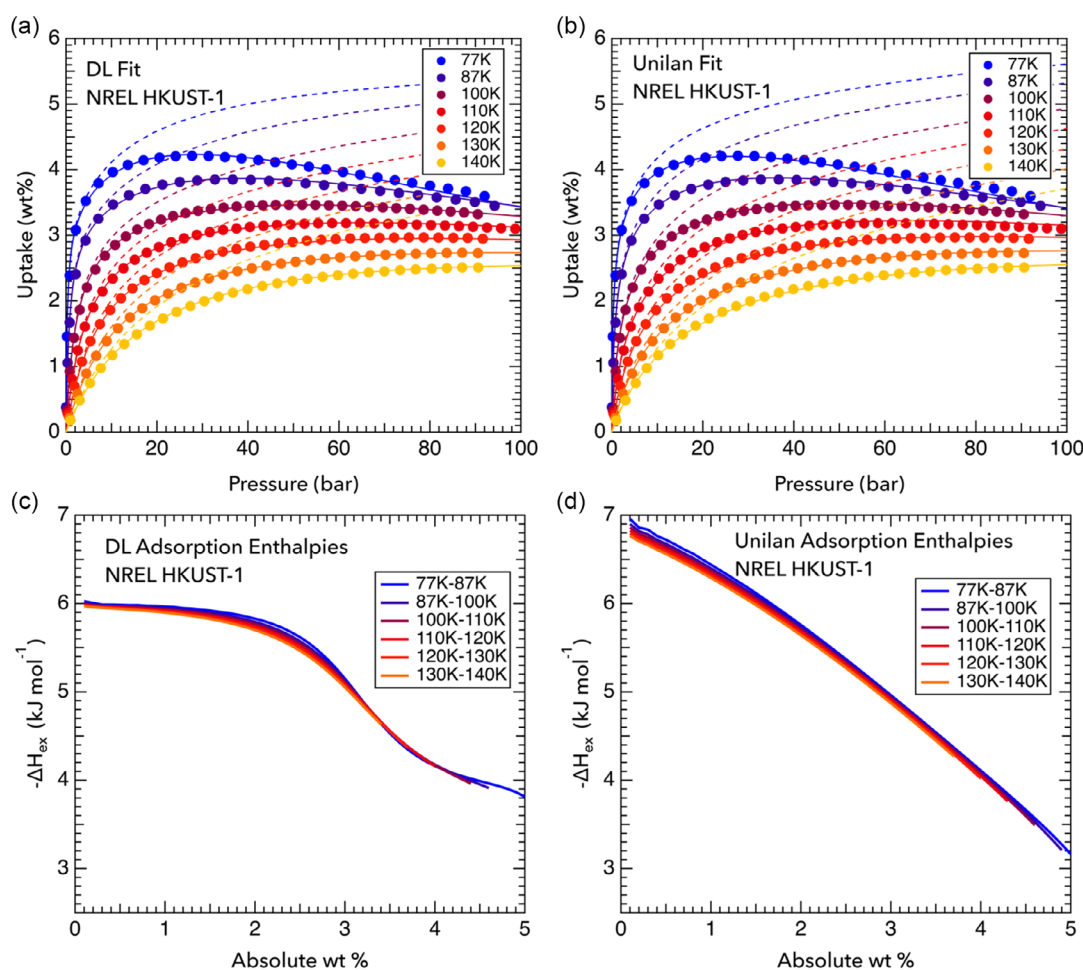 (a)
6
5
4
3
2
1
0
Uptake (wt%)
DL Fit
NREL HKUST-1
77K
87K
100K
110K
120K
130K
140K
0 20 40 60 80 100
Pressure (bar)
(b)
6
5
4
3
2
1
0
Uptake (wt%)
Unilan Fit
NREL HKUST-1
77K
87K
100K
110K
120K
130K
140K
0 20 40 60 80 100
Pressure (bar)
(c)
7
6
5
4
3
-ΔHex (kJ mol-1)
DL Adsorption Enthalpies
NREL HKUST-1
77K-87K
87K-100K
100K-110K
110K-120K
120K-130K
130K-140K
0 1 2 3 4 5
Absolute wt %
(d)
7
6
5
4
3
-ΔHex (kJ mol-1)
Unilan Adsorption Enthalpies
NREL HKUST-1
77K-87K
87K-100K
100K-110K
110K-120K
120K-130K
130K-140K
0 1 2 3 4 5
Absolute wt %